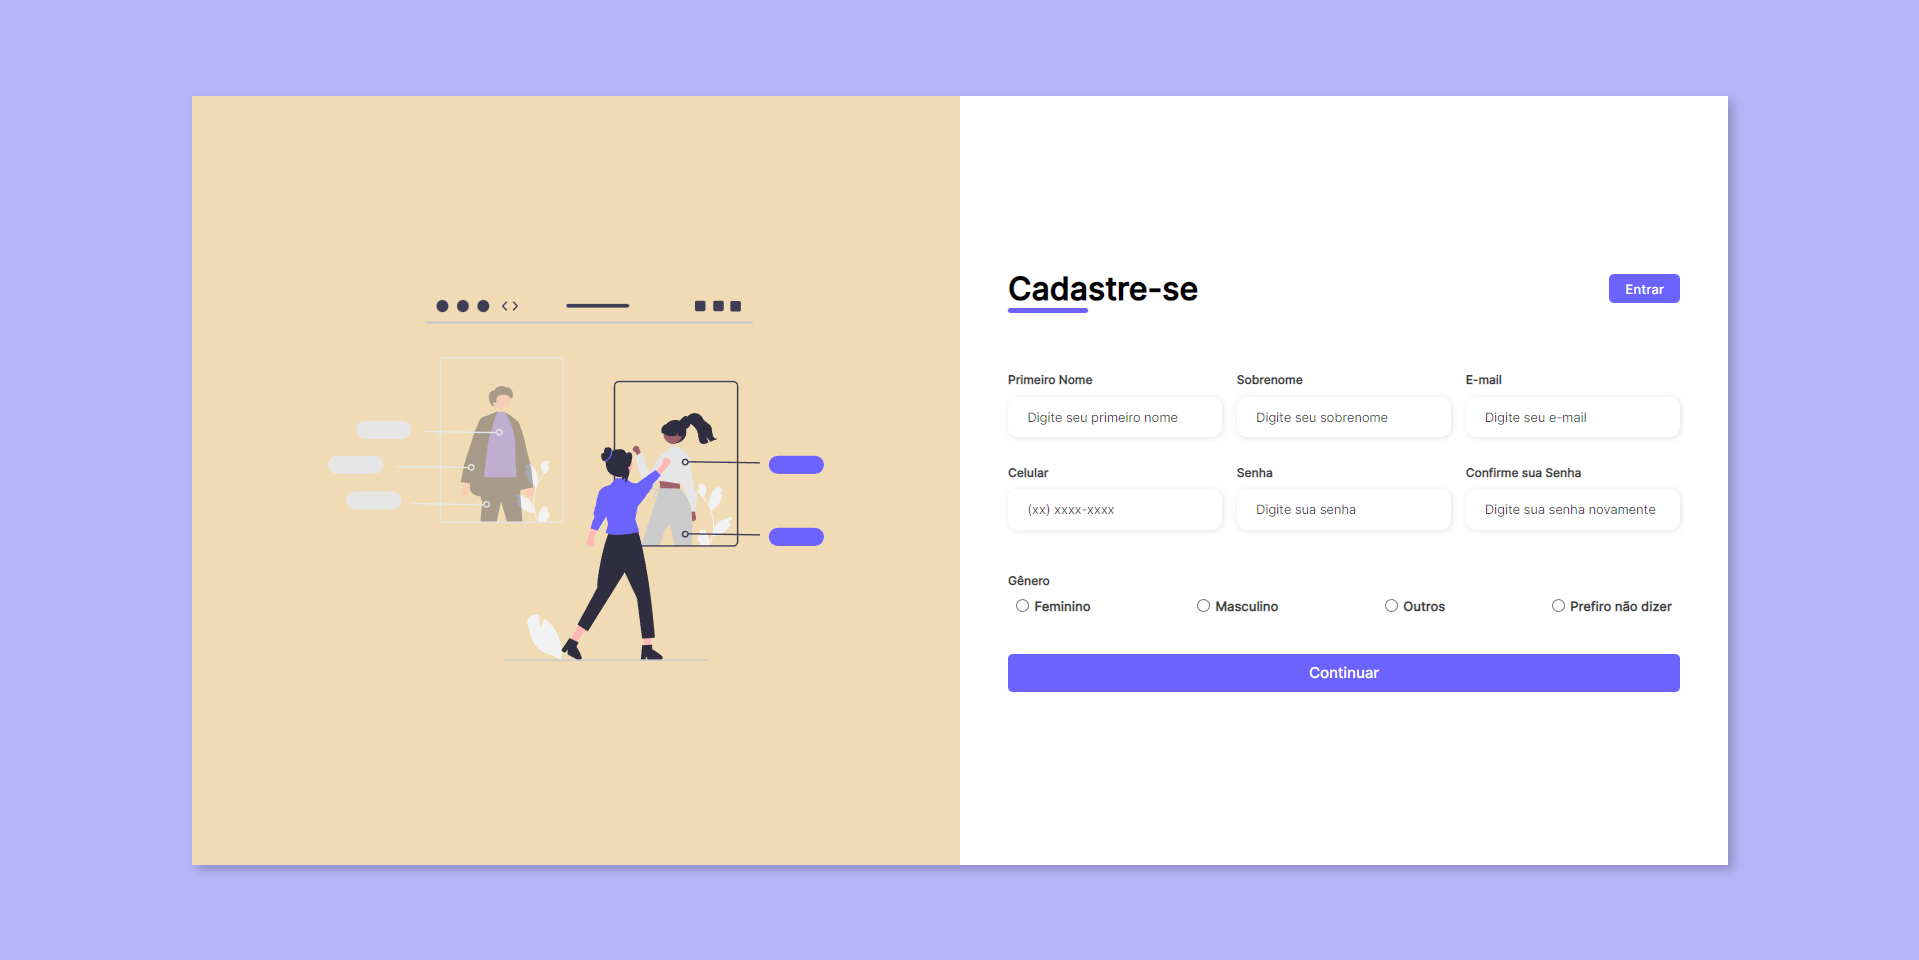 Cadastre-se
Entrar
Primeiro Nome
Sobrenome
E-mail
Digite seu primeiro nome
Digite seu sobrenome
Digite seu e-mail
Celular
Senha
Confirme sua Senha
(xx) xxxx-xxxx
Digite sua senha
Digite sua senha novamente
Gênero
Feminino
Masculino
Outros
Prefiro não dizer
Continuar